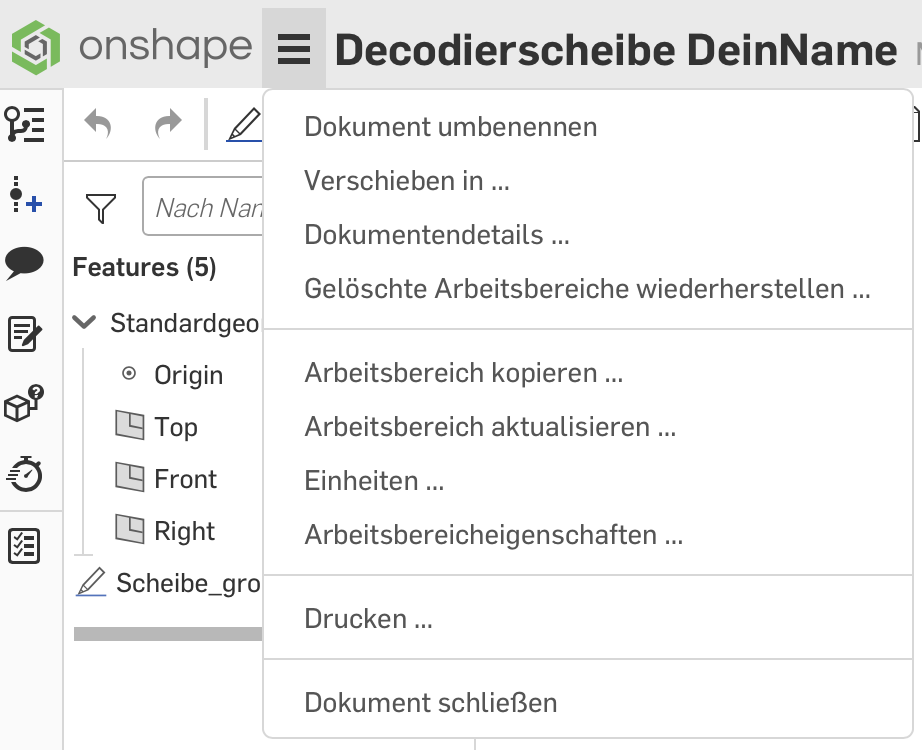 onshape
Decodierscheibe DeinName
Dokument umbenennen
Verschieben in ...
Dokumentendetails ...
Gelöschte Arbeitsbereiche wiederherstellen ...
Arbeitsbereich kopieren ...
Arbeitsbereich aktualisieren ...
Einheiten ...
Arbeitsbereicheigenschaften ...
Drucken ...
Dokument schließen
Nach Nam
Features (5)
Standardgeo
Origin
Top
Front
Right
Scheibe_gro